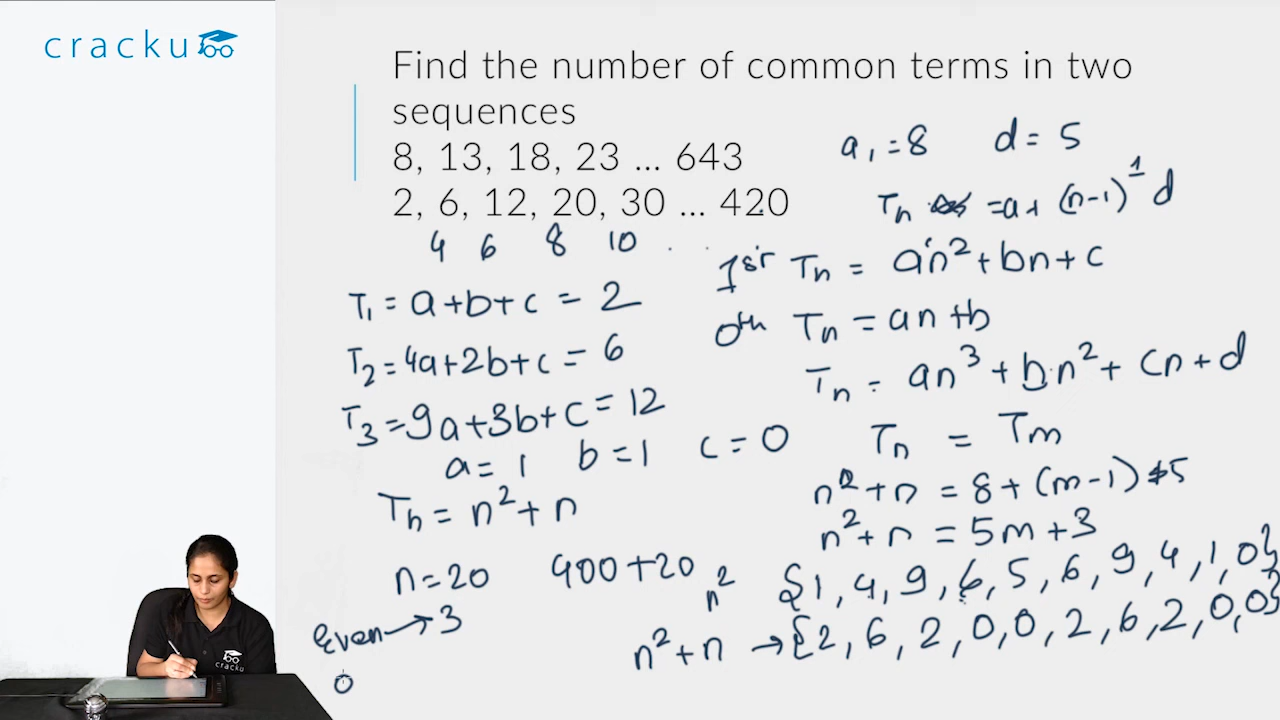 cracku
Find the number of common terms in two
sequences
8, 13, 18, 23 ... 643
2, 6, 12, 20, 30 ... 420
4 6 8 10 . .
a₁ = 8 d = 5
Tn = a + (n-1)¹ d
1st Tn = an² + bn + c
0th Tn = an + b
Tn = an³ + b·n² + cn + d
T₁ = a + b + c = 2
T₂ = 4a + 2b + c = 6
T₃ = 9a + 3b + c = 12
a = 1 b = 1 c = 0
Tn = n² + n
n = 20 400 + 20
Even → 3
0
Tn = Tm
n² + n = 8 + (m-1) 5
n² + n = 5m + 3
n² {1, 4, 9, 6, 5, 6, 9, 4, 1, 0}
n² + n → {2, 6, 2, 0, 0, 2, 6, 2, 0, 0}
cracku